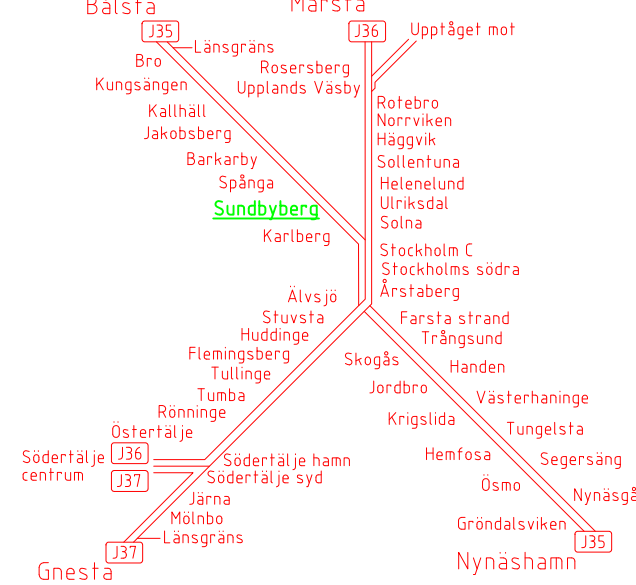 Bålsta
Märsta
J35
J36
Upptåget mot
Länsgräns
Bro
Kungsängen
Kallhäll
Jakobsberg
Barkarby
Spånga
Sundbyberg
Karlberg
Rosersberg
Upplands Väsby
Rotebro
Norrviken
Häggvik
Sollentuna
Helenelund
Ulriksdal
Solna
Stockholm C
Stockholms södra
Årstaberg
Älvsjö
Stuvsta
Huddinge
Flemingsberg
Tullinge
Tumba
Rönninge
Östertälje
Södertälje
centrum
J36
J37
Södertälje hamn
Södertälje syd
Järna
Mölnbo
Länsgräns
J37
Gnesta
Farsta strand
Trångsund
Skogås
Handen
Jordbro
Västerhaninge
Krigslida
Tungelsta
Hemfosa
Segersäng
Ösmo
Nynäsgå
Gröndalsviken
J35
Nynäshamn